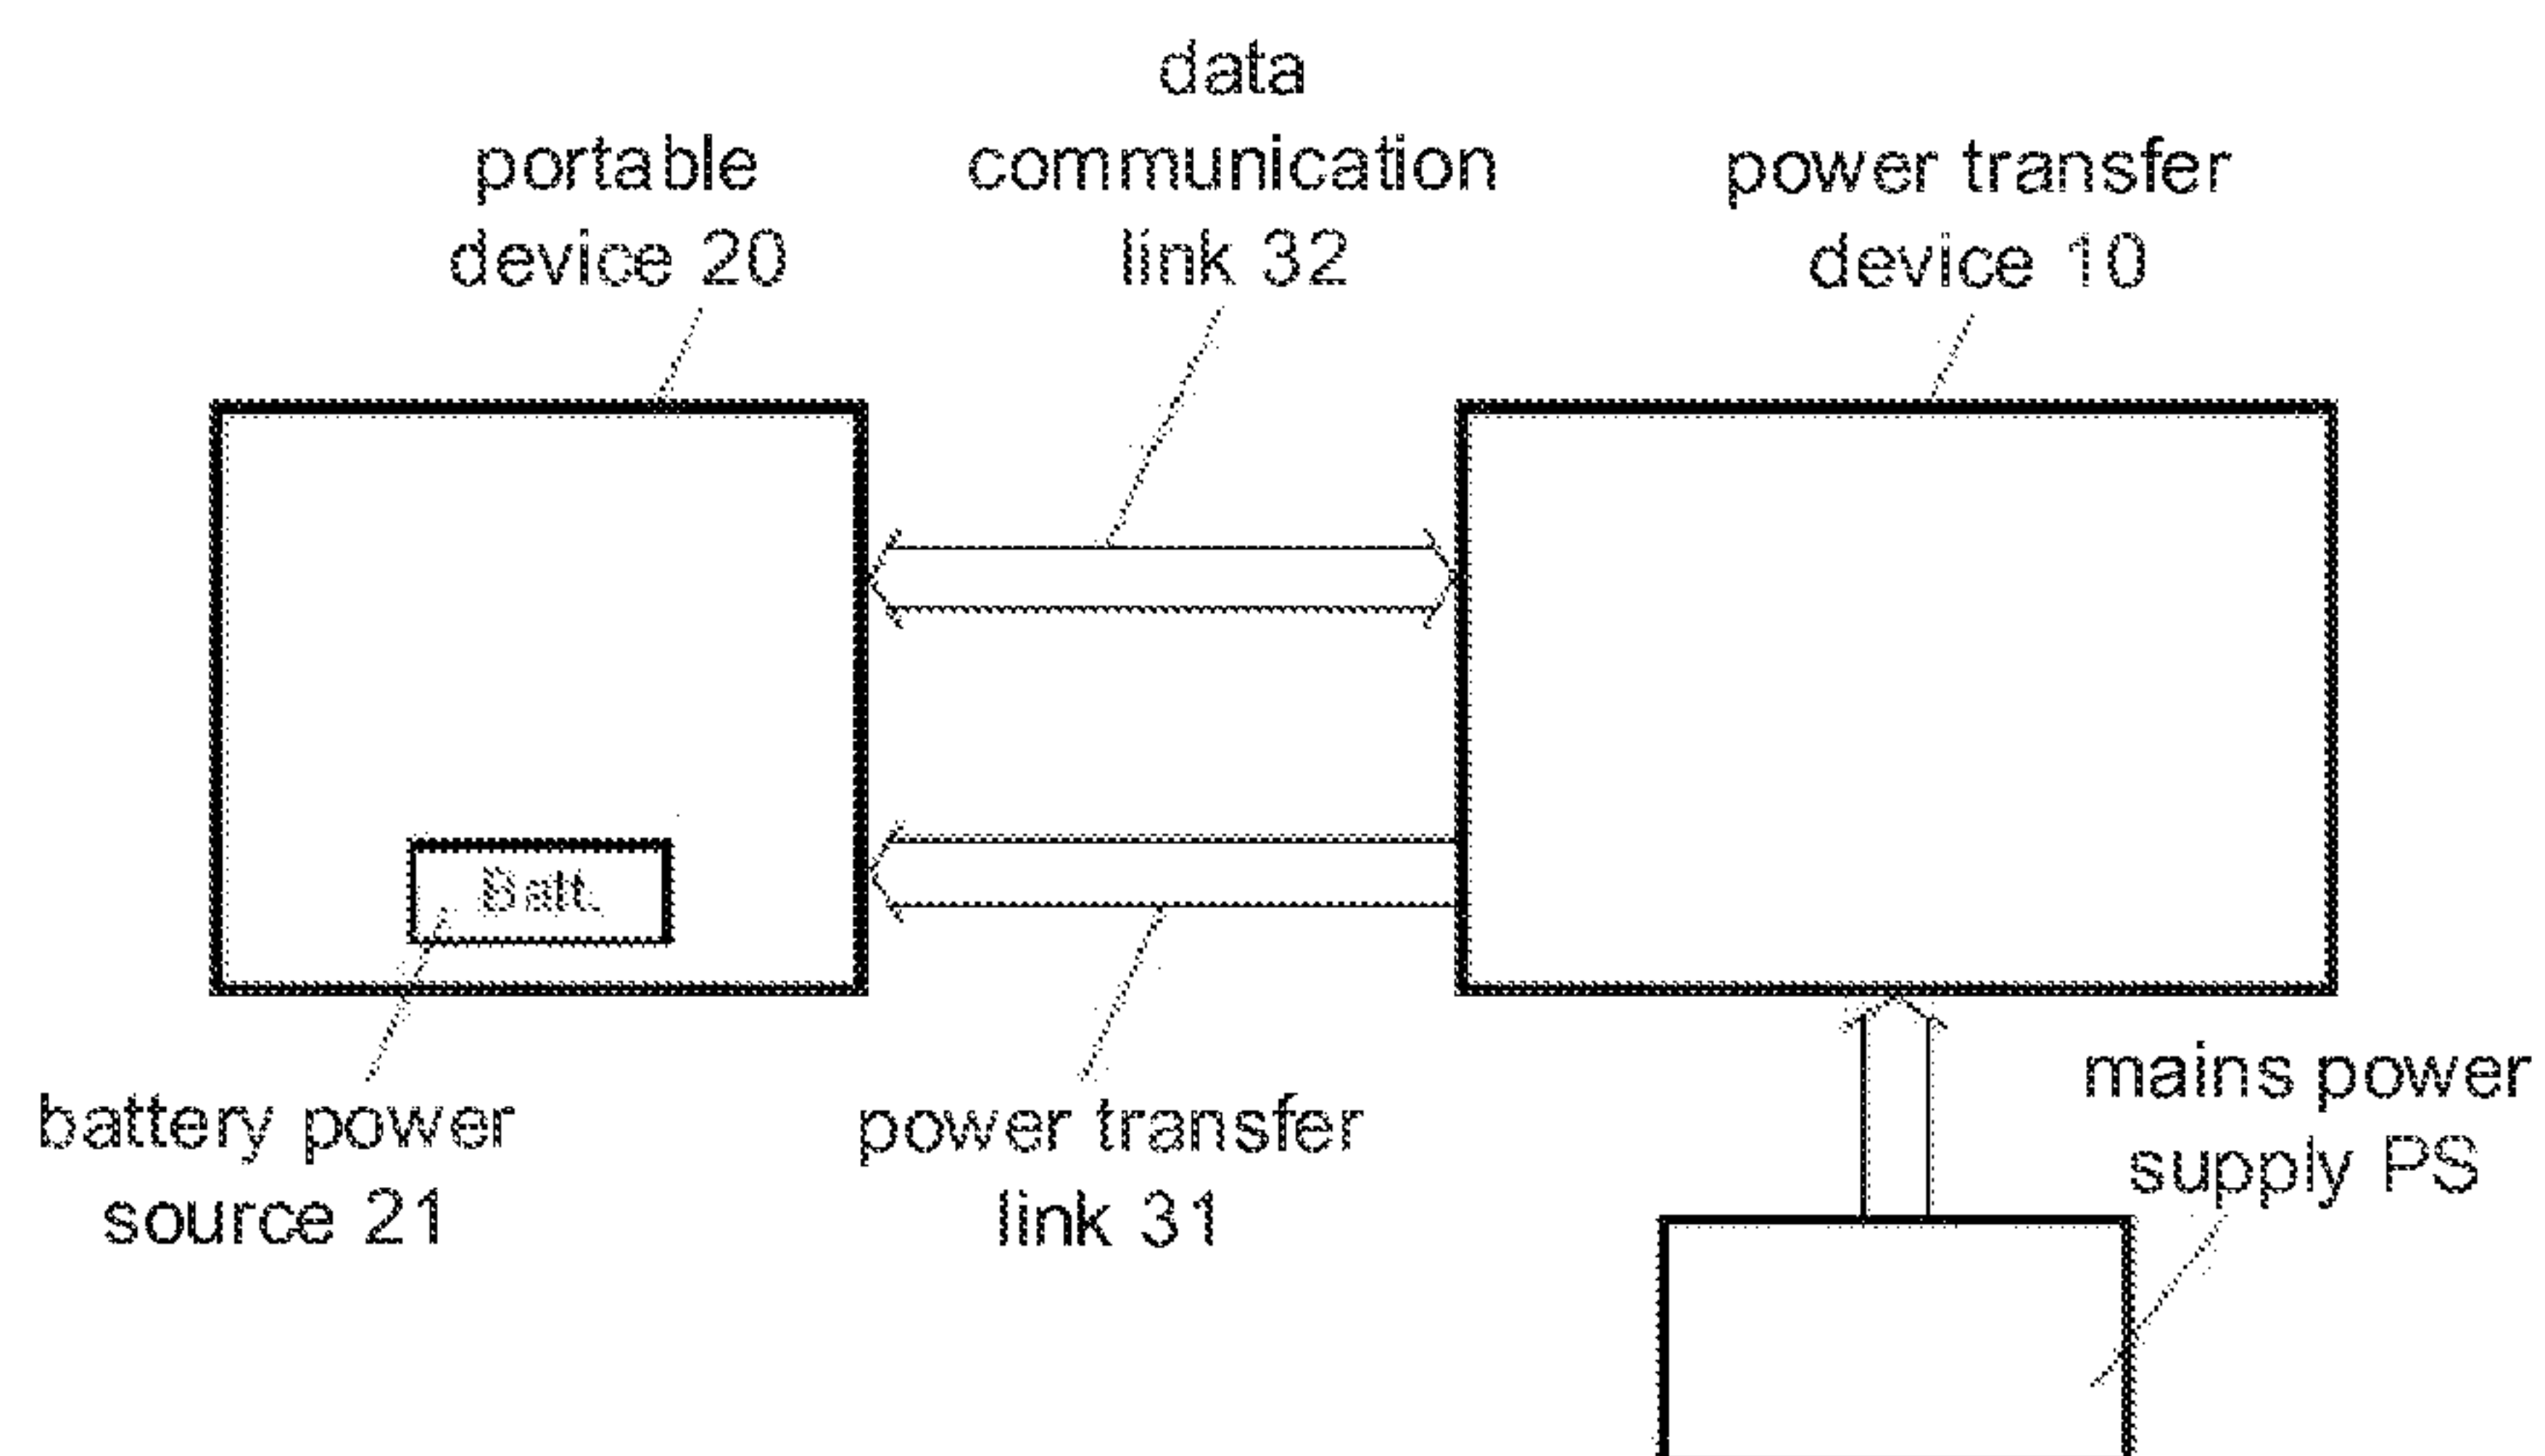 data
communication
link 32
portable
device 20
power transfer
device 10
Batt.
battery power
source 21
power transfer
link 31
mains power
supply PS